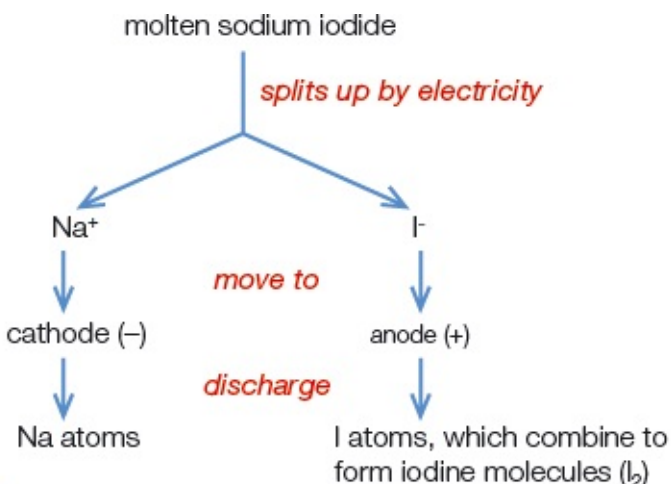 molten sodium iodide
splits up by electricity
Na⁺
I⁻
move to
cathode (–)
anode (+)
discharge
Na atoms
I atoms, which combine to
form iodine molecules (I₂)